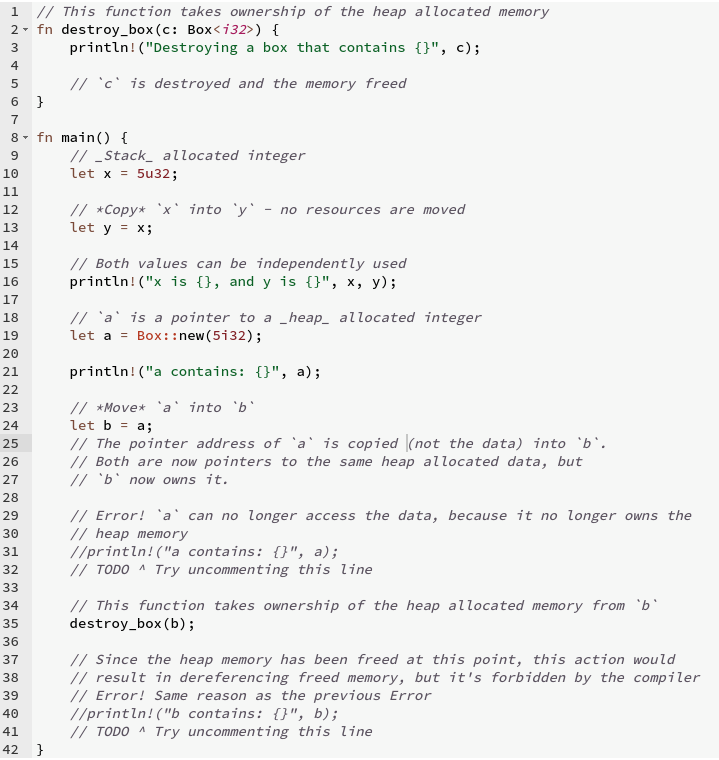 1 // This function takes ownership of the heap allocated memory
2 fn destroy_box(c: Box<i32>) {
3     println!("Destroying a box that contains {}", c);
4
5     // `c` is destroyed and the memory freed
6 }
7
8 fn main() {
9     // _Stack_ allocated integer
10     let x = 5u32;
11
12     // *Copy* `x` into `y` - no resources are moved
13     let y = x;
14
15     // Both values can be independently used
16     println!("x is {}, and y is {}", x, y);
17
18     // `a` is a pointer to a _heap_ allocated integer
19     let a = Box::new(5i32);
20
21     println!("a contains: {}", a);
22
23     // *Move* `a` into `b`
24     let b = a;
25     // The pointer address of `a` is copied (not the data) into `b`.
26     // Both are now pointers to the same heap allocated data, but
27     // `b` now owns it.
28
29     // Error! `a` can no longer access the data, because it no longer owns the
30     // heap memory
31     //println!("a contains: {}", a);
32     // TODO ^ Try uncommenting this line
33
34     // This function takes ownership of the heap allocated memory from `b`
35     destroy_box(b);
36
37     // Since the heap memory has been freed at this point, this action would
38     // result in dereferencing freed memory, but it's forbidden by the compiler
39     // Error! Same reason as the previous Error
40     //println!("b contains: {}", b);
41     // TODO ^ Try uncommenting this line
42 }